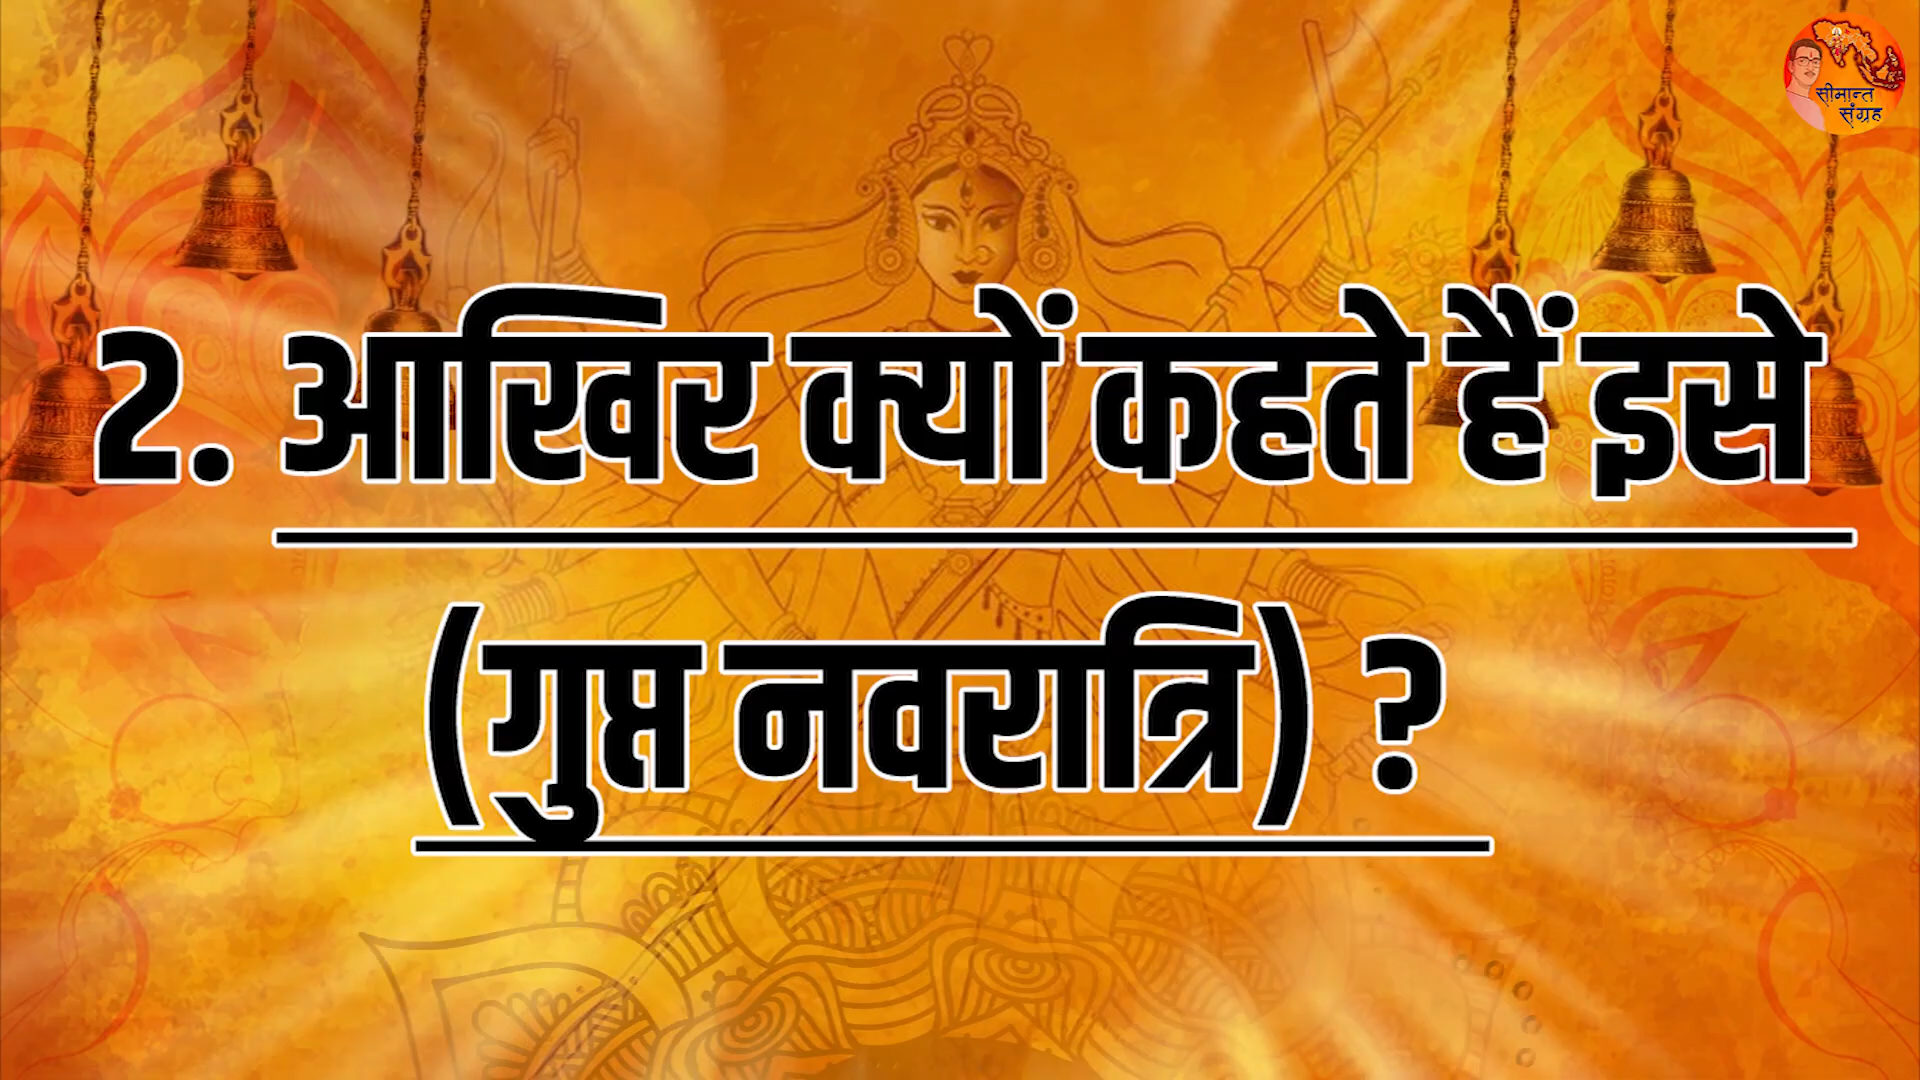 सीमान्त
संग्रह
2. आखिर क्यों कहते हैं इसे
(गुप्त नवरात्रि) ?